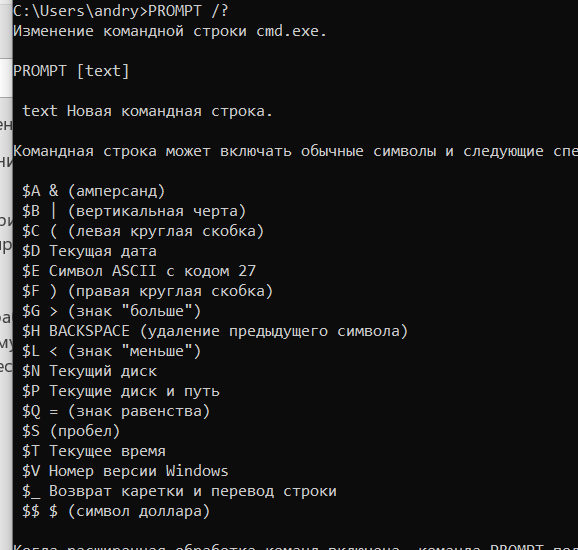 C:\Users\andry>PROMPT /?
Изменение командной строки cmd.exe.
PROMPT [text]
text Новая командная строка.
Командная строка может включать обычные символы и следующие спе
$A & (амперсанд)
$B | (вертикальная черта)
$C ( (левая круглая скобка)
$D Текущая дата
$E Символ ASCII с кодом 27
$F ) (правая круглая скобка)
$G > (знак "больше")
$H BACKSPACE (удаление предыдущего символа)
$L < (знак "меньше")
$N Текущий диск
$P Текущие диск и путь
$Q = (знак равенства)
$S (пробел)
$T Текущее время
$V Номер версии Windows
$_ Возврат каретки и перевод строки
$$ $ (символ доллара)